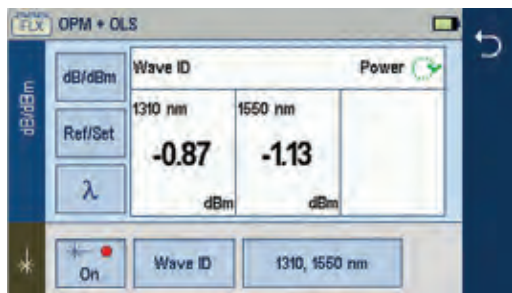 FLX OPM + OLS
dB/dBm
dB/dBm
Wave ID Power
Ref/Set
1310 nm 1550 nm
-0.87 -1.13
λ
dBm dBm
On
Wave ID
1310, 1550 nm